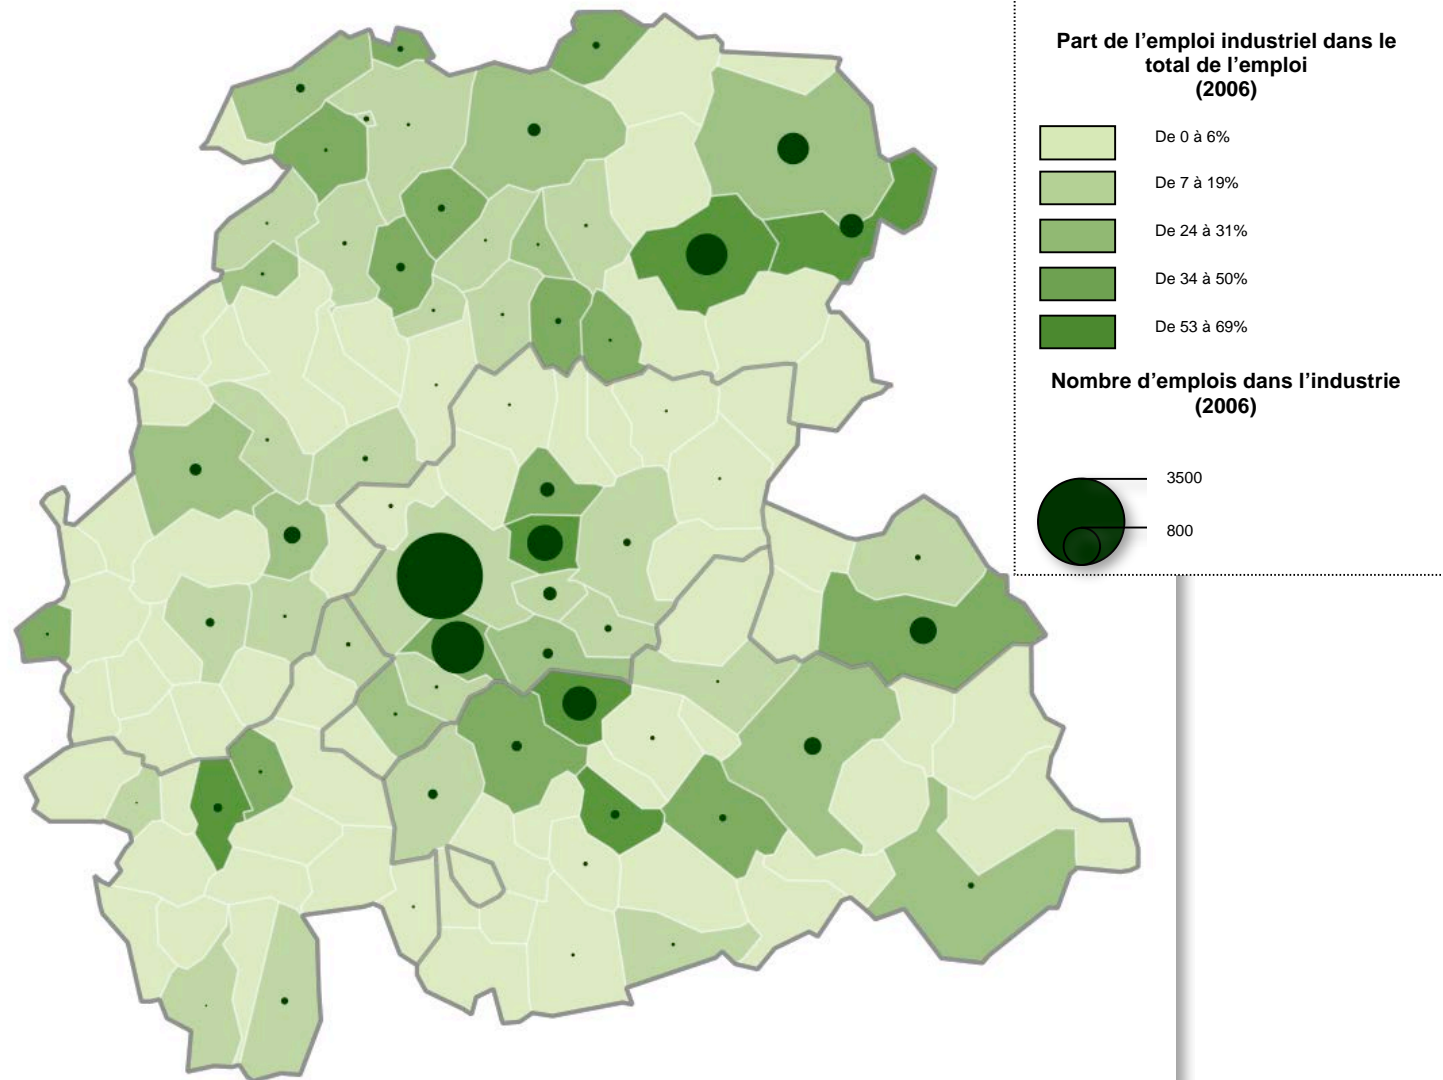 Part de l'emploi industriel dans le
total de l'emploi
(2006)
De 0 à 6%
De 7 à 19%
De 24 à 31%
De 34 à 50%
De 53 à 69%
Nombre d'emplois dans l'industrie
(2006)
3500
800